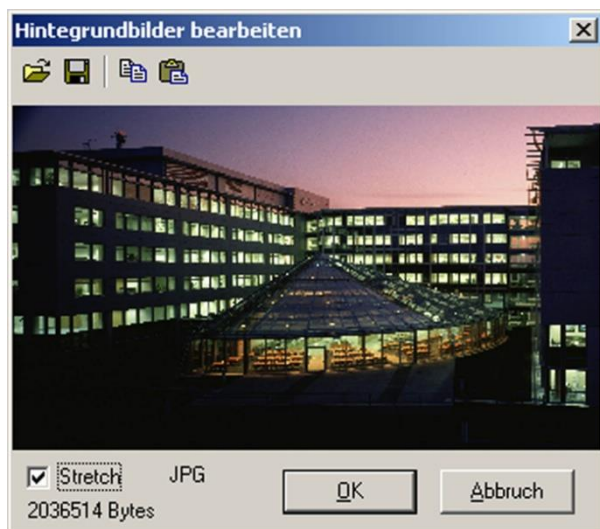 Hintegrundbilder bearbeiten
Stretch JPG
2036514 Bytes
OK Abbruch